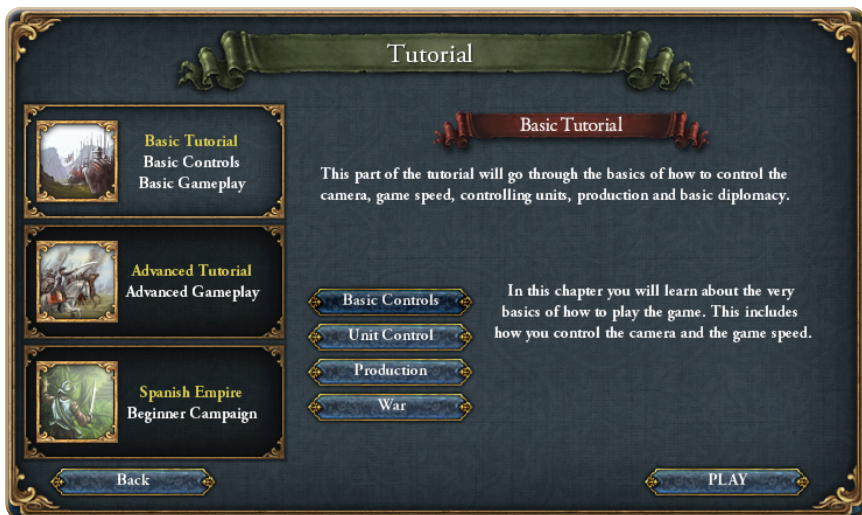 Tutorial
Basic Tutorial
Basic Controls
Basic Gameplay
Advanced Tutorial
Advanced Gameplay
Spanish Empire
Beginner Campaign
Back
Basic Tutorial
This part of the tutorial will go through the basics of how to control the
camera, game speed, controlling units, production and basic diplomacy.
Basic Controls
Unit Control
Production
War
In this chapter you will learn about the very
basics of how to play the game. This includes
how you control the camera and the game speed.
PLAY